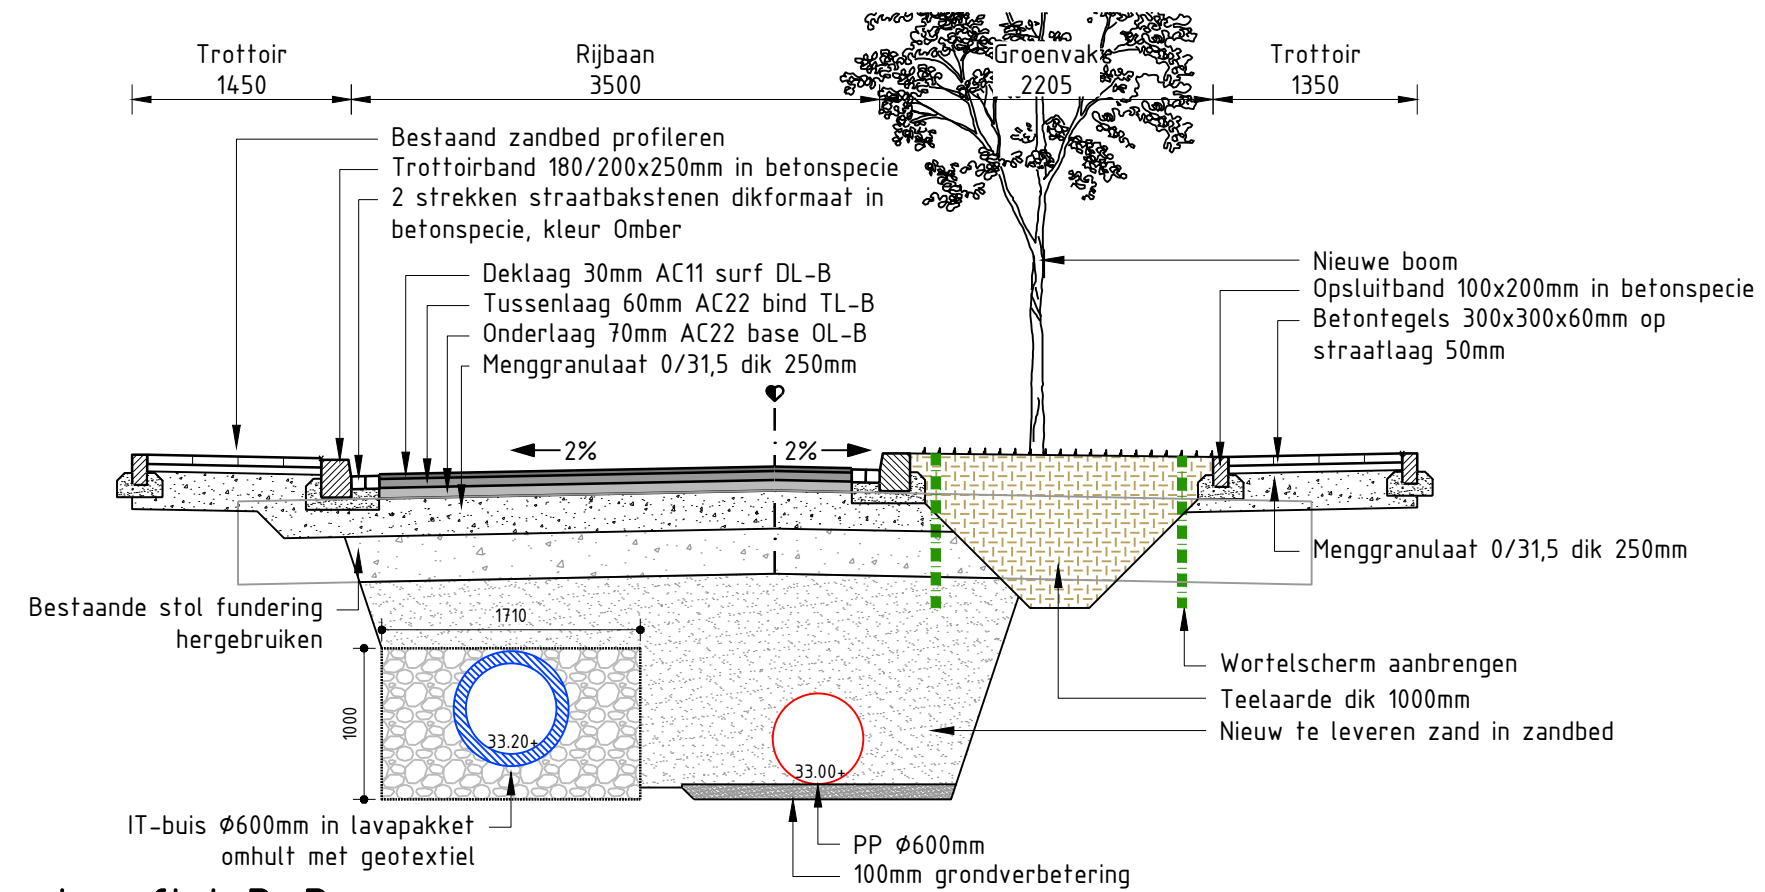 Trottoir
1450
Rijbaan
3500
Groenvak
2205
Trottoir
1350
Bestaand zandbed profileren
Trottoirband 180/200x250mm in betonspecie
2 strekken straatbakstenen dikformaat in
betonspecie, kleur Omber
Deklaag 30mm AC11 surf DL-B
Tussenlaag 60mm AC22 bind TL-B
Onderlaag 70mm AC22 base OL-B
Menggranulaat 0/31,5 dik 250mm
Nieuwe boom
Opsluitband 100x200mm in betonspecie
Betontegels 300x300x60mm op
straatlaag 50mm
2%
2%
Menggranulaat 0/31,5 dik 250mm
Bestaande stol fundering
hergebruiken
1710
1000
33.20+
33.00+
Wortelscherm aanbrengen
Teelaarde dik 1000mm
Nieuw te leveren zand in zandbed
IT-buis Ø600mm in lavapakket
omhult met geotextiel
PP Ø600mm
100mm grondverbetering